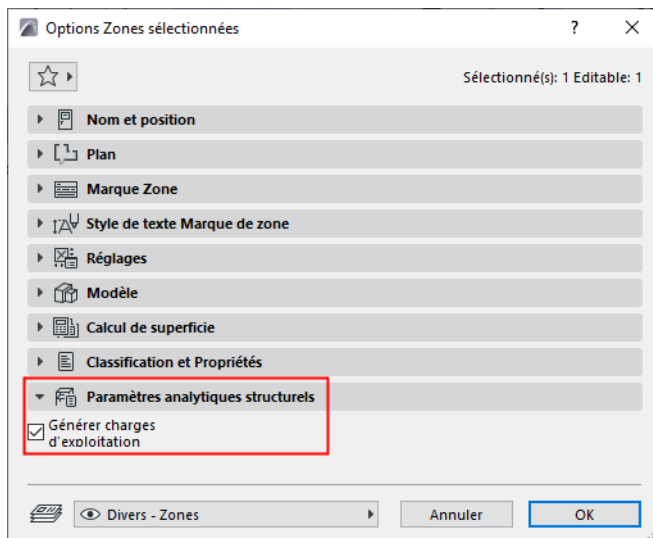 Options Zones sélectionnées
?
Sélectionné(s): 1 Editable: 1
Nom et position
Plan
Marque Zone
Style de texte Marque de zone
Réglages
Modèle
Calcul de superficie
Classification et Propriétés
Paramètres analytiques structurels
Générer charges
d'exploitation
Divers - Zones
Annuler
OK